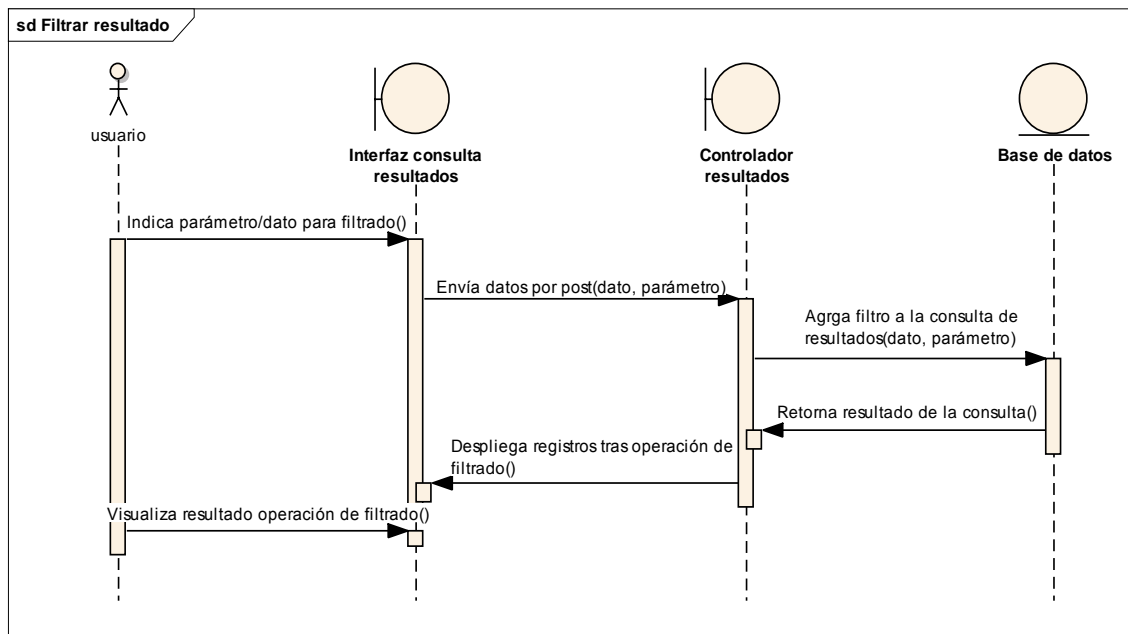 sd Filtrar resultado
usuario
Interfaz consulta
resultados
Controlador
resultados
Base de datos
Indica parámetro/dato para filtrado()
Envía datos por post(dato, parámetro)
Agrga filtro a la consulta de
resultados(dato, parámetro)
Retorna resultado de la consulta()
Despliega registros tras operación de
filtrado()
Visualiza resultado operación de filtrado()